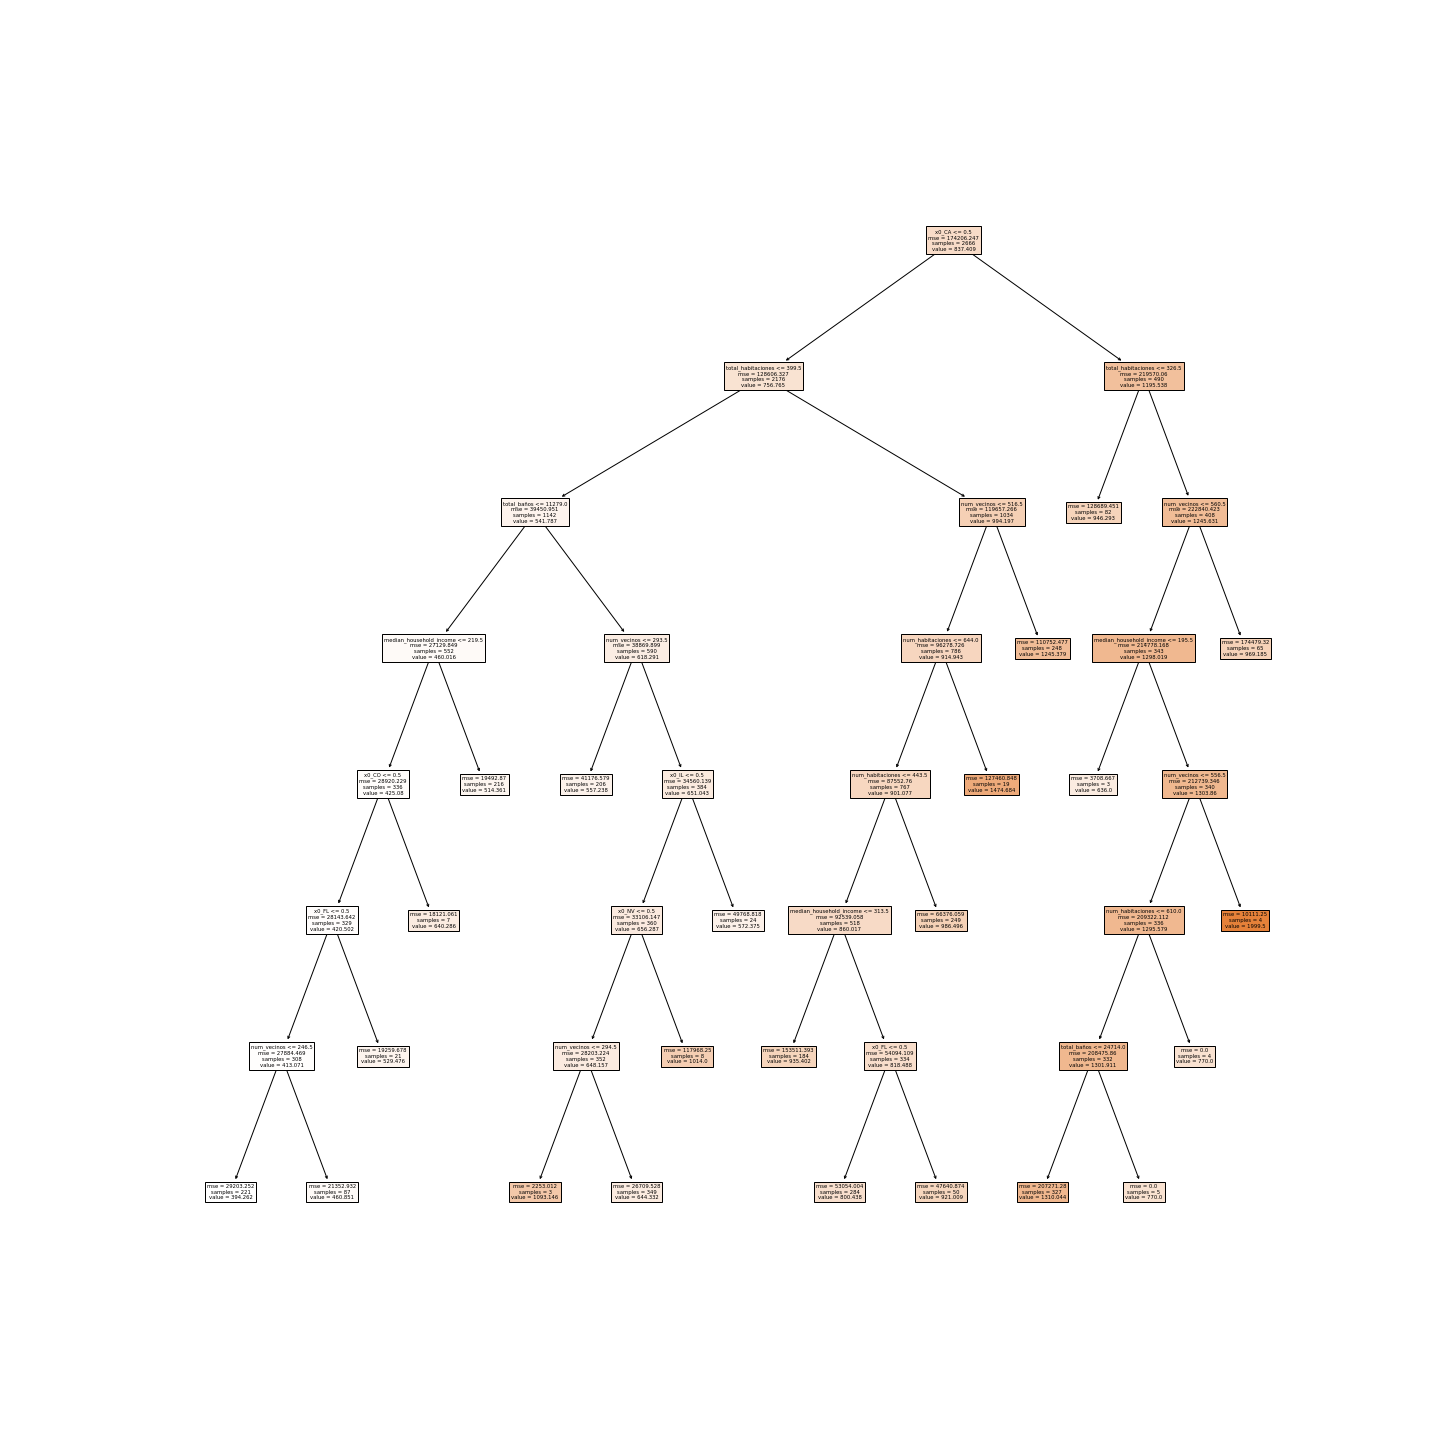 x0_CA <= 0.5
mse = 174206.247
samples = 2666
value = 837.409
total_habitaciones <= 399.5
mse = 128606.327
samples = 2176
value = 756.765
total_habitaciones <= 326.5
mse = 219570.06
samples = 490
value = 1195.538
total_baños <= 11279.0
mse = 39450.951
samples = 1142
value = 541.787
num_vecinos <= 516.5
mse = 119657.266
samples = 1034
value = 994.197
mse = 128689.451
samples = 82
value = 946.293
num_vecinos <= 560.5
mse = 222840.423
samples = 408
value = 1245.631
median_household_income <= 219.5
mse = 27129.849
samples = 552
value = 460.016
num_vecinos <= 293.5
mse = 38869.899
samples = 590
value = 618.291
num_habitaciones <= 644.0
mse = 96278.726
samples = 786
value = 914.943
mse = 110752.477
samples = 248
value = 1245.379
median_household_income <= 195.5
mse = 214778.168
samples = 343
value = 1298.019
mse = 174479.32
samples = 65
value = 969.185
x0_CO <= 0.5
mse = 28920.229
samples = 336
value = 425.08
mse = 19492.87
samples = 216
value = 514.361
mse = 41176.579
samples = 206
value = 557.238
x0_IL <= 0.5
mse = 34560.139
samples = 384
value = 651.043
num_habitaciones <= 443.5
mse = 87552.76
samples = 767
value = 901.077
mse = 127460.848
samples = 19
value = 1474.684
mse = 3708.667
samples = 3
value = 636.0
num_vecinos <= 556.5
mse = 212739.346
samples = 340
value = 1303.86
x0_FL <= 0.5
mse = 28143.642
samples = 329
value = 420.502
mse = 18121.061
samples = 7
value = 640.286
x0_NV <= 0.5
mse = 33106.147
samples = 360
value = 656.287
mse = 49768.818
samples = 24
value = 572.375
median_household_income <= 313.5
mse = 92539.058
samples = 518
value = 860.017
mse = 66376.059
samples = 249
value = 986.496
num_habitaciones <= 610.0
mse = 209322.112
samples = 336
value = 1295.579
mse = 10111.25
samples = 4
value = 1999.5
num_vecinos <= 246.5
mse = 27884.469
samples = 308
value = 413.071
mse = 19259.678
samples = 21
value = 529.476
num_vecinos <= 294.5
mse = 28203.224
samples = 352
value = 648.157
mse = 117968.25
samples = 8
value = 1014.0
mse = 153511.393
samples = 184
value = 935.402
x0_FL <= 0.5
mse = 54094.109
samples = 334
value = 818.488
total_baños <= 24714.0
mse = 208475.86
samples = 332
value = 1301.911
mse = 0.0
samples = 4
value = 770.0
mse = 29203.252
samples = 221
value = 394.262
mse = 21352.932
samples = 87
value = 460.851
mse = 2253.012
samples = 3
value = 1093.146
mse = 26709.528
samples = 349
value = 644.332
mse = 53054.004
samples = 284
value = 800.438
mse = 47640.874
samples = 50
value = 921.009
mse = 207271.28
samples = 327
value = 1310.044
mse = 0.0
samples = 5
value = 770.0